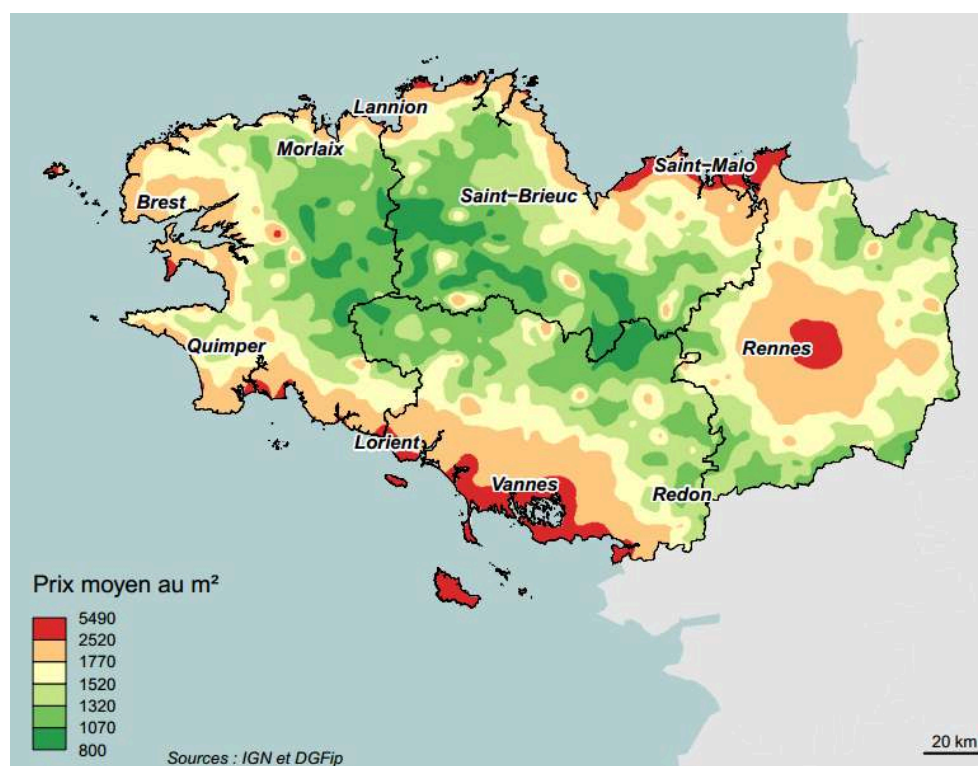 Lannion
Morlaix
Saint-Malo
Saint-Brieuc
Brest
Quimper
Rennes
Lorient
Vannes
Redon
Prix moyen au m²
5490
2520
1770
1520
1320
1070
800
Sources : IGN et DGFip
20 km